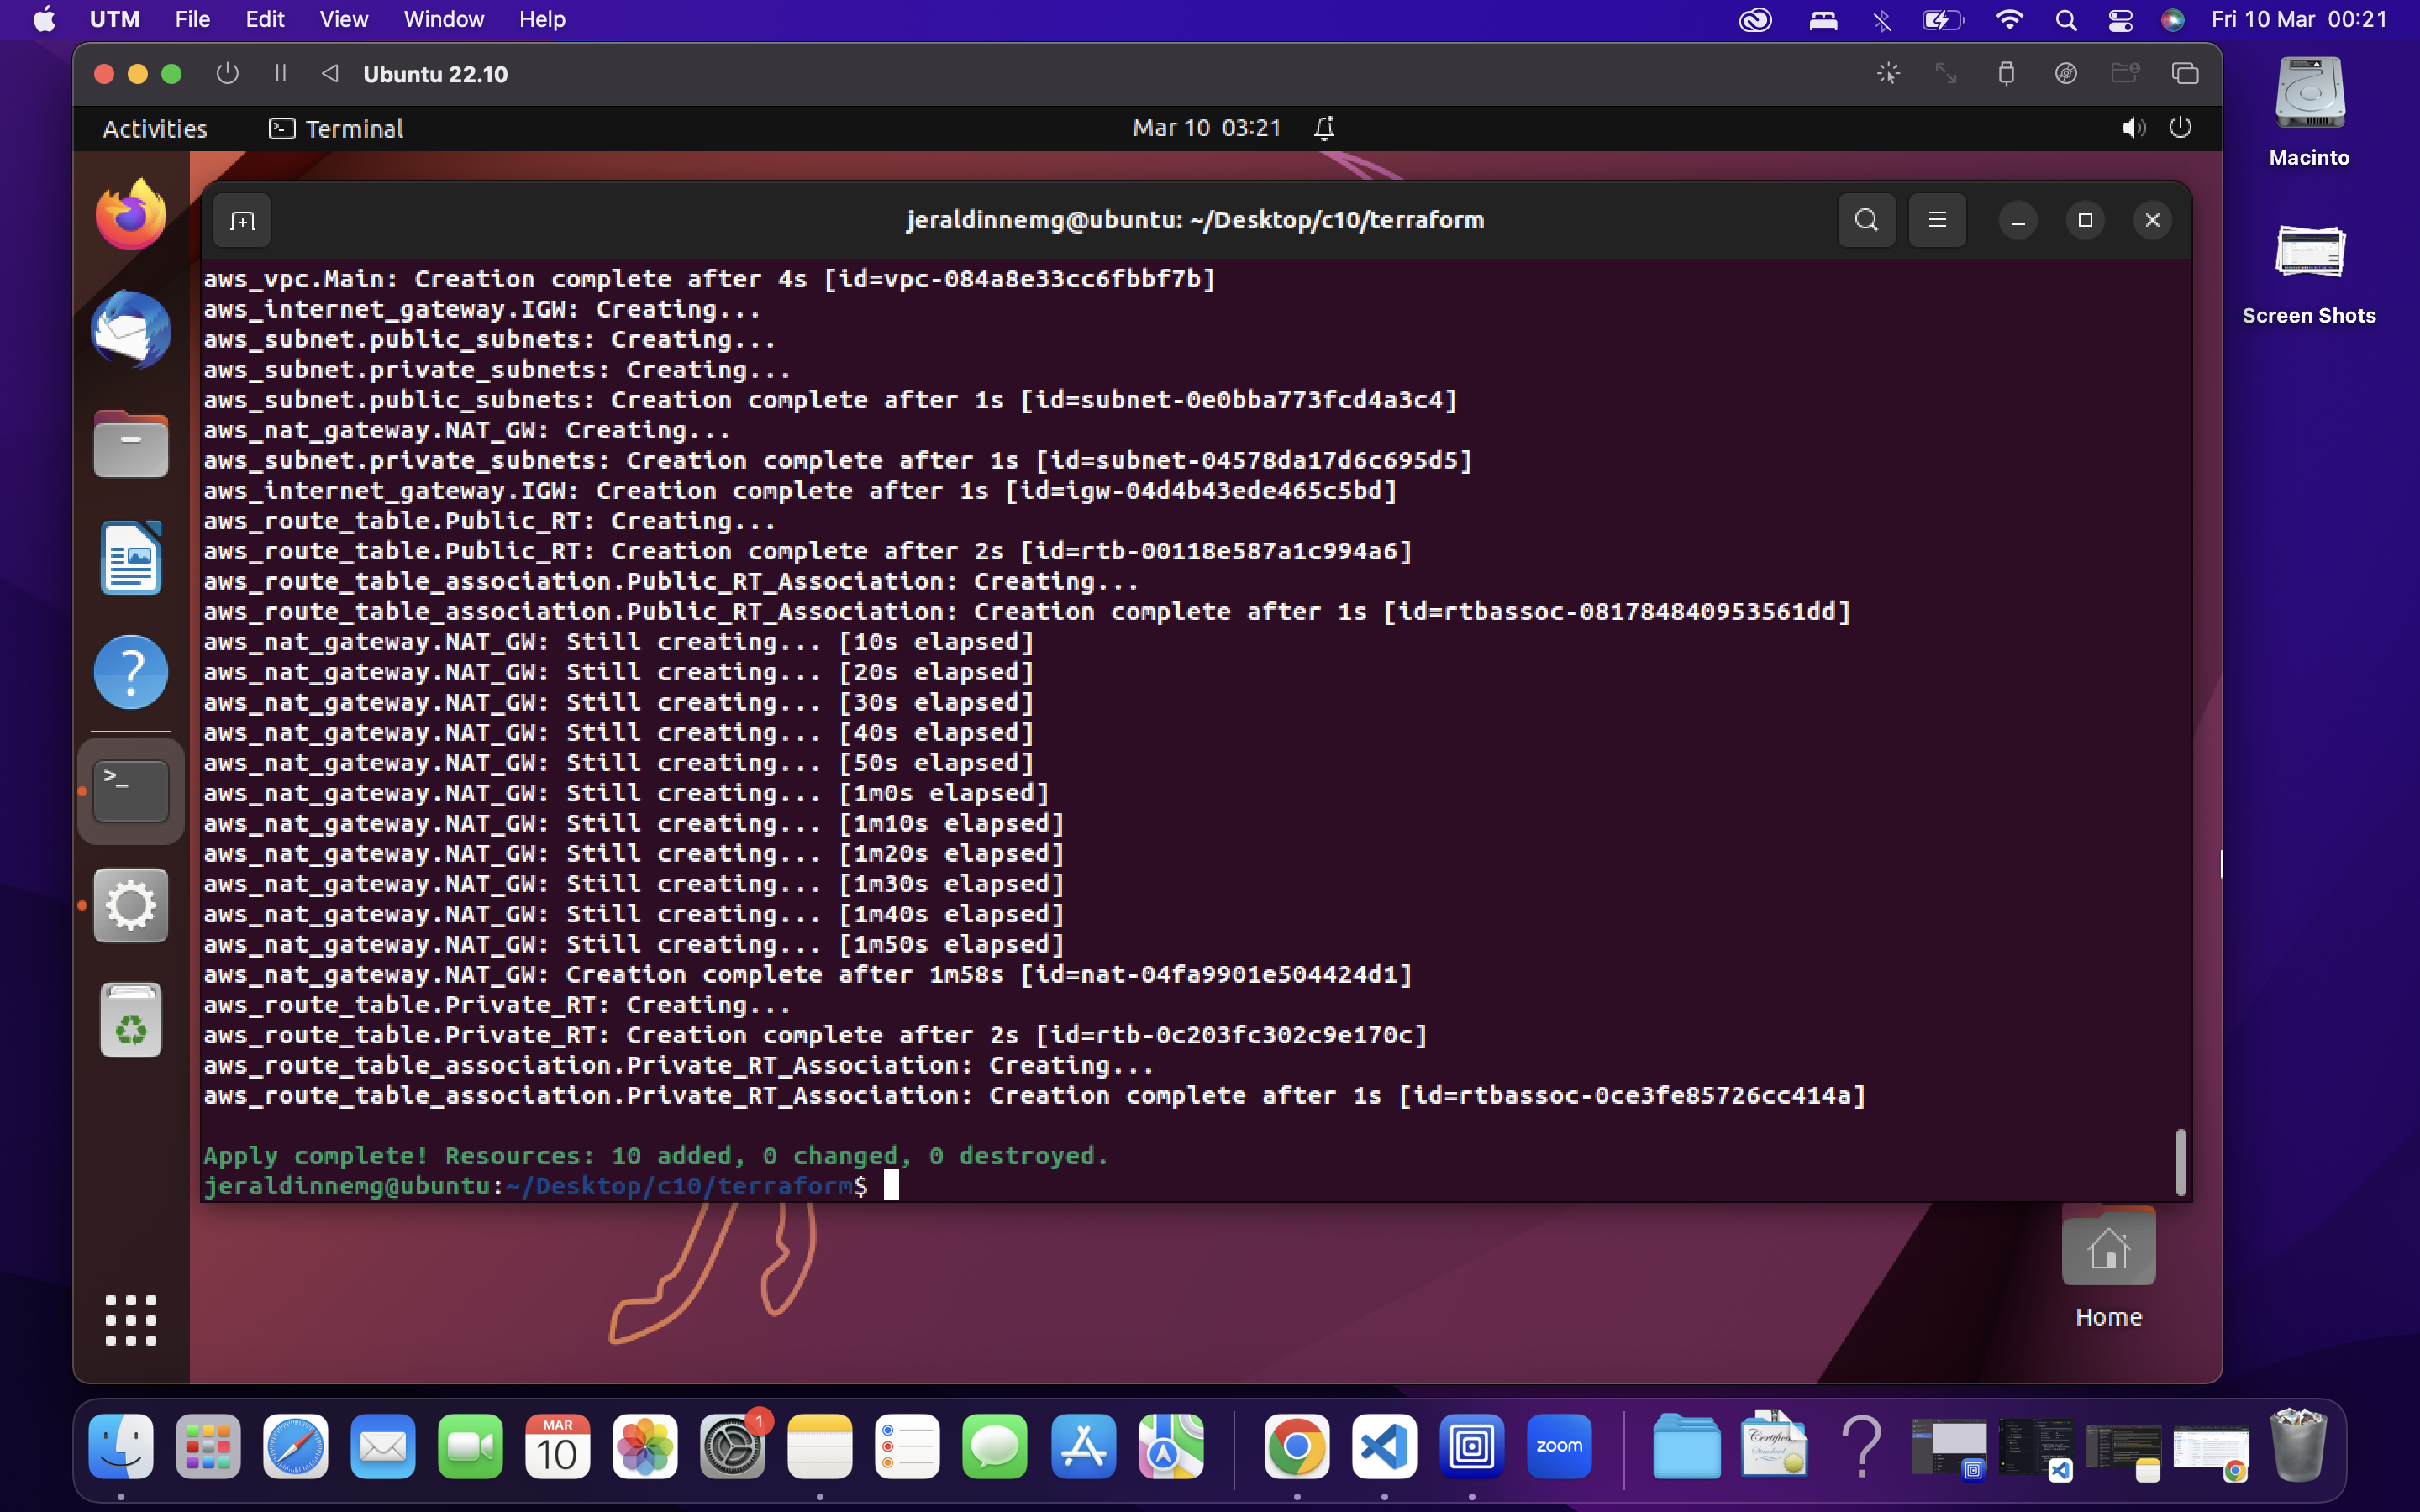 UTM File Edit View Window Help Fri 10 Mar 00:21
Ubuntu 22.10
Activities Terminal Mar 10 03:21
Macinto
Screen Shots
jeraldinnemg@ubuntu: ~/Desktop/c10/terraform
aws_vpc.Main: Creation complete after 4s [id=vpc-084a8e33cc6fbbf7b]
aws_internet_gateway.IGW: Creating...
aws_subnet.public_subnets: Creating...
aws_subnet.private_subnets: Creating...
aws_subnet.public_subnets: Creation complete after 1s [id=subnet-0e0bba773fcd4a3c4]
aws_nat_gateway.NAT_GW: Creating...
aws_subnet.private_subnets: Creation complete after 1s [id=subnet-04578da17d6c695d5]
aws_internet_gateway.IGW: Creation complete after 1s [id=igw-04d4b43ede465c5bd]
aws_route_table.Public_RT: Creating...
aws_route_table.Public_RT: Creation complete after 2s [id=rtb-00118e587a1c994a6]
aws_route_table_association.Public_RT_Association: Creating...
aws_route_table_association.Public_RT_Association: Creation complete after 1s [id=rtbassoc-081784840953561dd]
aws_nat_gateway.NAT_GW: Still creating... [10s elapsed]
aws_nat_gateway.NAT_GW: Still creating... [20s elapsed]
aws_nat_gateway.NAT_GW: Still creating... [30s elapsed]
aws_nat_gateway.NAT_GW: Still creating... [40s elapsed]
aws_nat_gateway.NAT_GW: Still creating... [50s elapsed]
aws_nat_gateway.NAT_GW: Still creating... [1m0s elapsed]
aws_nat_gateway.NAT_GW: Still creating... [1m10s elapsed]
aws_nat_gateway.NAT_GW: Still creating... [1m20s elapsed]
aws_nat_gateway.NAT_GW: Still creating... [1m30s elapsed]
aws_nat_gateway.NAT_GW: Still creating... [1m40s elapsed]
aws_nat_gateway.NAT_GW: Still creating... [1m50s elapsed]
aws_nat_gateway.NAT_GW: Creation complete after 1m58s [id=nat-04fa9901e504424d1]
aws_route_table.Private_RT: Creating...
aws_route_table.Private_RT: Creation complete after 2s [id=rtb-0c203fc302c9e170c]
aws_route_table_association.Private_RT_Association: Creating...
aws_route_table_association.Private_RT_Association: Creation complete after 1s [id=rtbassoc-0ce3fe85726cc414a]
Apply complete! Resources: 10 added, 0 changed, 0 destroyed.
jeraldinnemg@ubuntu:~/Desktop/c10/terraform$
Home
MAR
10
1
zoom
Certificate
Standard